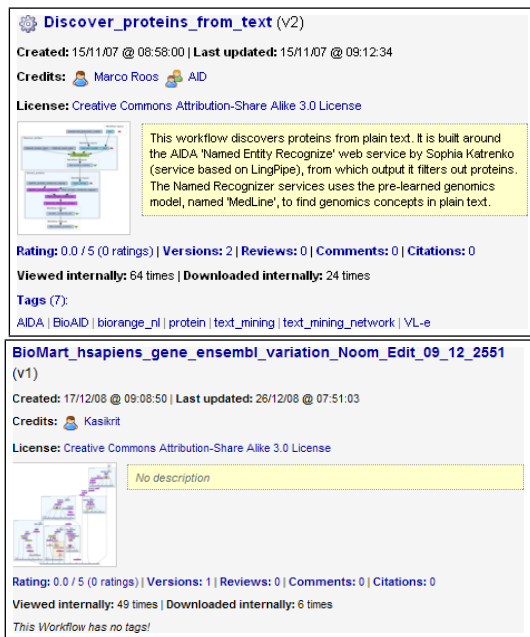 Discover_proteins_from_text (v2)
Created: 15/11/07 @ 08:58:00 | Last updated: 15/11/07 @ 09:12:34
Credits: Marco Roos AID
License: Creative Commons Attribution-Share Alike 3.0 License
This workflow discovers proteins from plain text. It is built around
the AIDA 'Named Entity Recognize' web service by Sophia Katrenko
(service based on LingPipe), from which output it filters out proteins.
The Named Recognizer services uses the pre-learned genomics
model, named 'MedLine', to find genomics concepts in plain text.
Rating: 0.0 / 5 (0 ratings) | Versions: 2 | Reviews: 0 | Comments: 0 | Citations: 0
Viewed internally: 64 times | Downloaded internally: 24 times
Tags (7):
AIDA | BioAID | biorange_nl | protein | text_mining | text_mining_network | VL-e
BioMart_hsapiens_gene_ensembl_variation_Noom_Edit_09_12_2551
(v1)
Created: 17/12/08 @ 09:08:50 | Last updated: 26/12/08 @ 07:51:03
Credits: Kasikrit
License: Creative Commons Attribution-Share Alike 3.0 License
No description
Rating: 0.0 / 5 (0 ratings) | Versions: 1 | Reviews: 0 | Comments: 0 | Citations: 0
Viewed internally: 49 times | Downloaded internally: 6 times
This Workflow has no tags!